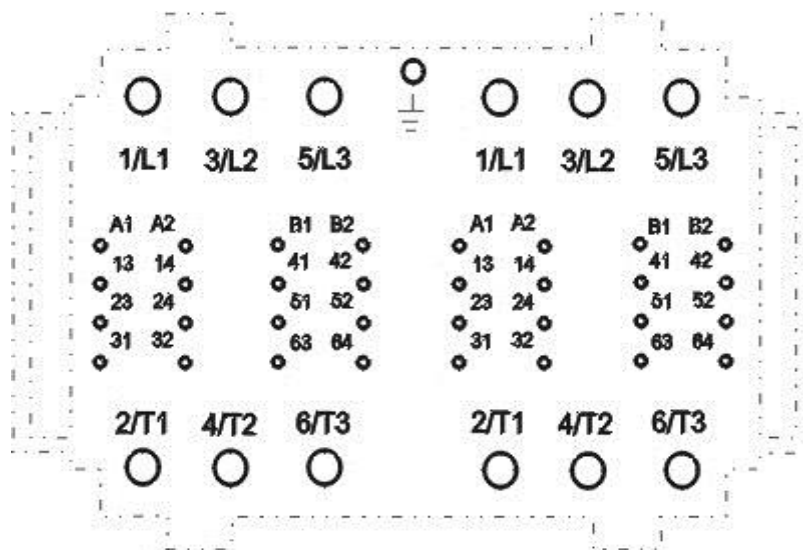 1/L1 3/L2 5/L3 1/L1 3/L2 5/L3
A1 A2 B1 B2 A1 A2 B1 B2
13 14 41 42 13 14 41 42
23 24 51 52 23 24 51 52
31 32 63 64 31 32 63 64
2/T1 4/T2 6/T3 2/T1 4/T2 6/T3